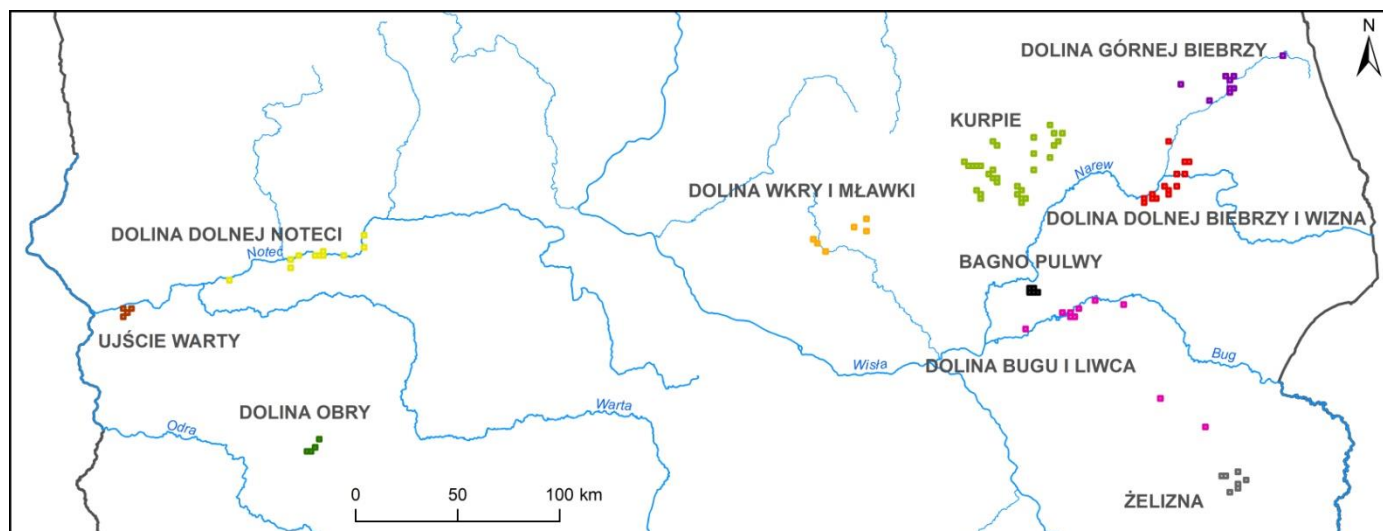 N
DOLINA GÓRNEJ BIEBRZY
KURPIE
Narew
DOLINA WKRY I MŁAWKI
DOLINA DOLNEJ BIEBRZY I WIZNA
DOLINA DOLNEJ NOTECI
Noteć
BAGNO PULWY
UJŚCIE WARTY
Wisła
DOLINA BUGU I LIWCA
Bug
DOLINA OBRY
Warta
Odra
0 50 100 km
ŻELIZNA